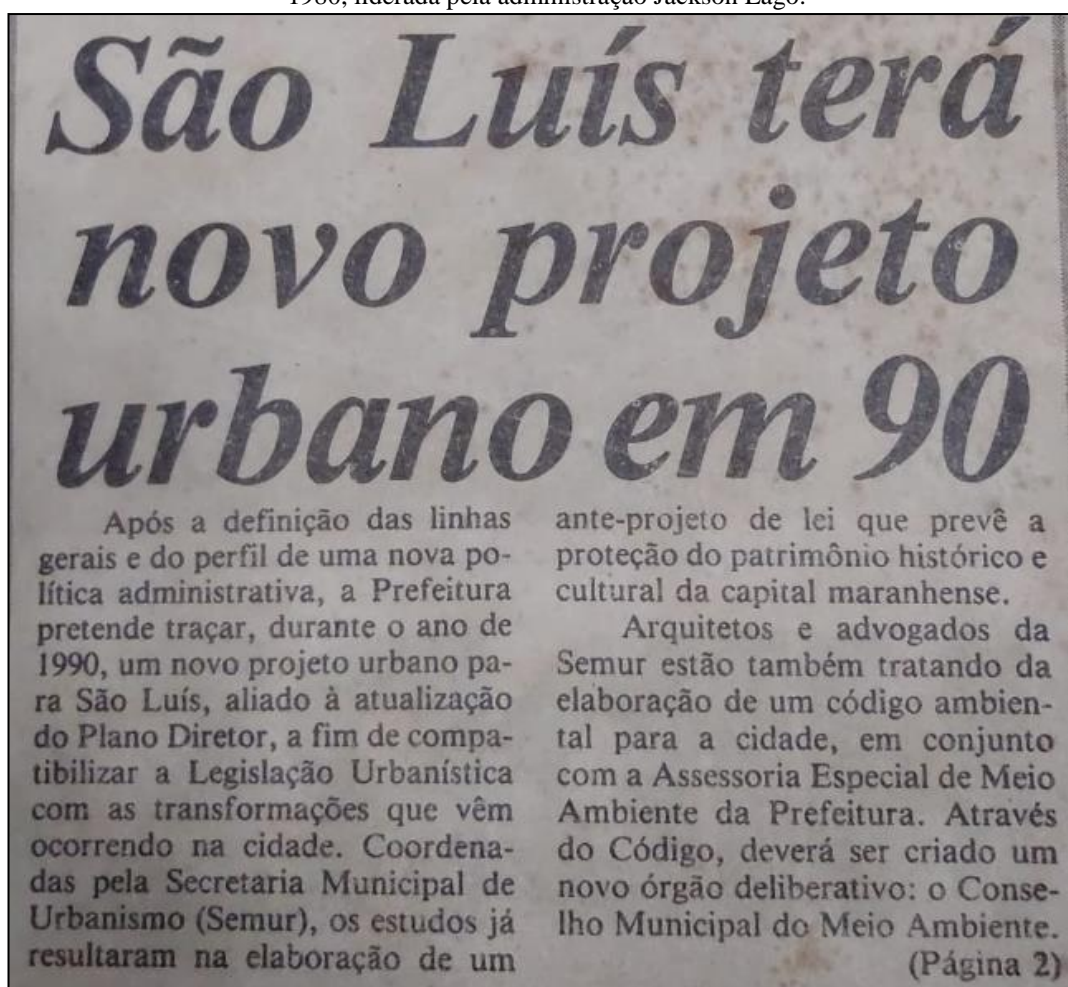 1980, liderada pela administração Jackson Lago.
São Luís terá
novo projeto
urbano em 90
Após a definição das linhas
gerais e do perfil de uma nova po-
lítica administrativa, a Prefeitura
pretende traçar, durante o ano de
1990, um novo projeto urbano pa-
ra São Luís, aliado à atualização
do Plano Diretor, a fim de compa-
tibilizar a Legislação Urbanística
com as transformações que vêm
ocorrendo na cidade. Coordena-
das pela Secretaria Municipal de
Urbanismo (Semur), os estudos já
resultaram na elaboração de um
ante-projeto de lei que prevê a
proteção do patrimônio histórico e
cultural da capital maranhense.
Arquitetos e advogados da
Semur estão também tratando da
elaboração de um código ambien-
tal para a cidade, em conjunto
com a Assessoria Especial de Meio
Ambiente da Prefeitura. Através
do Código, deverá ser criado um
novo órgão deliberativo: o Conse-
lho Municipal do Meio Ambiente.
(Página 2)